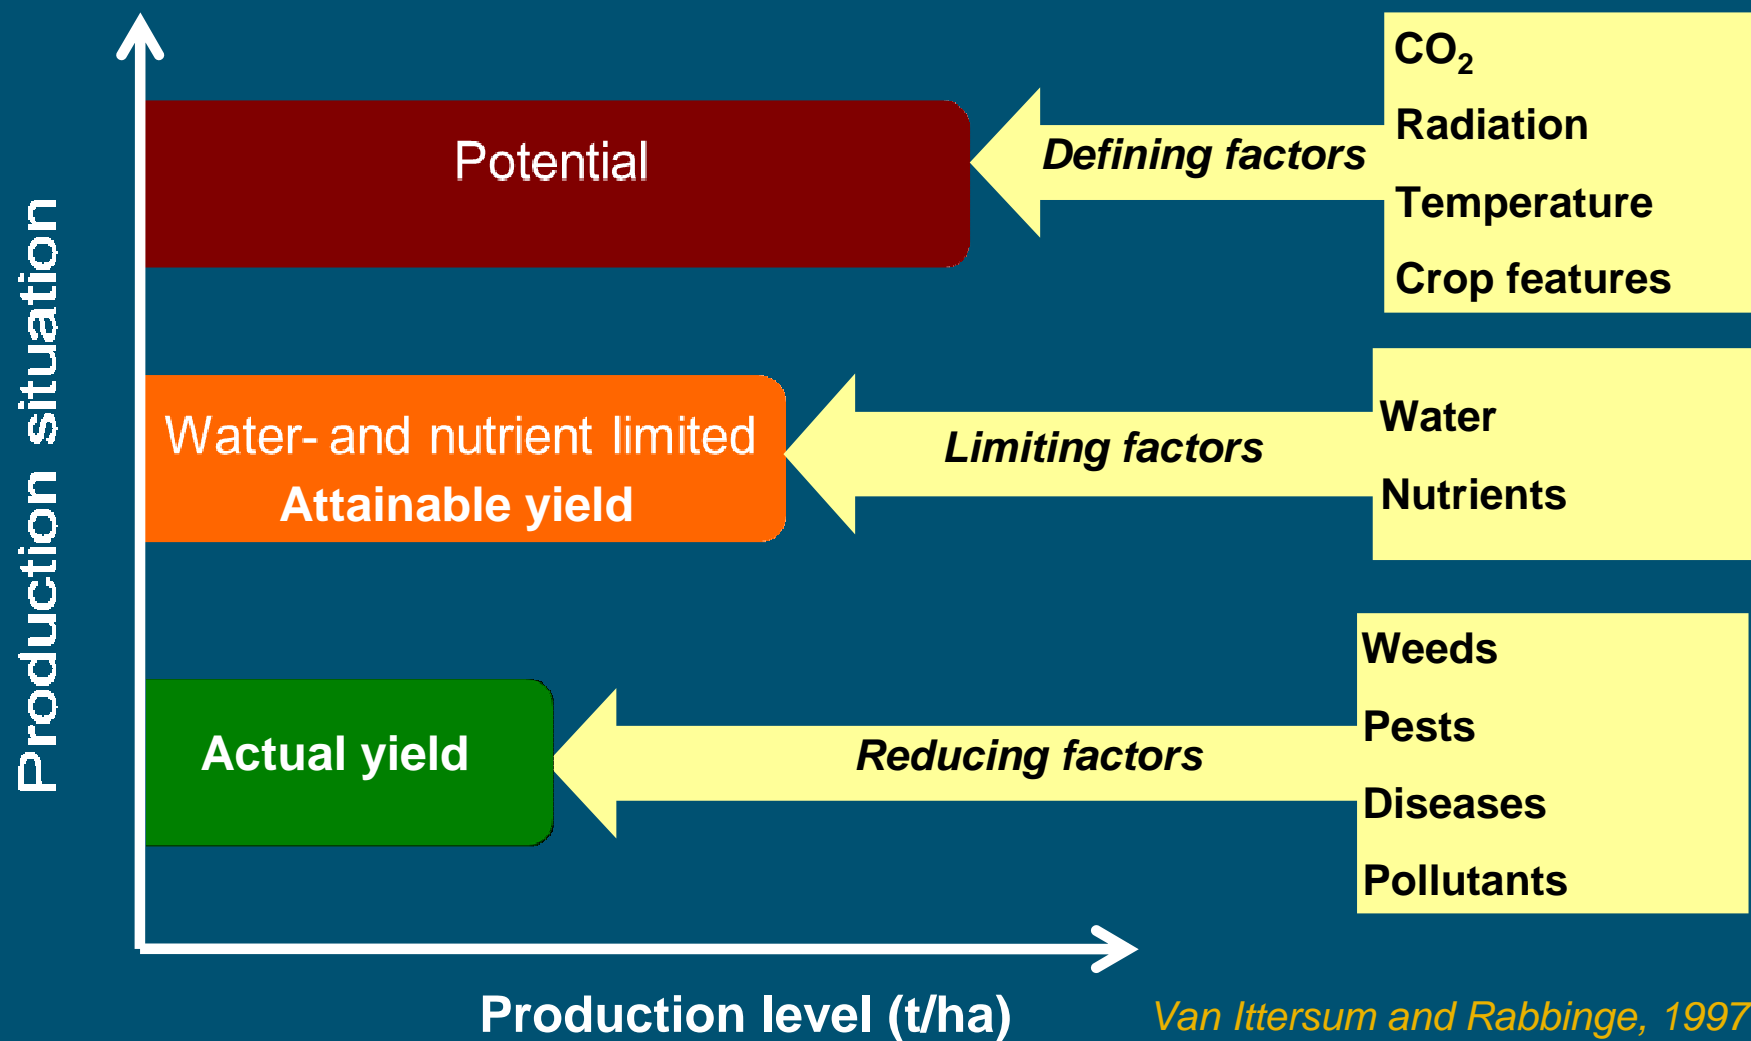 Production situation
Potential
Defining factors
CO₂
Radiation
Temperature
Crop features
Water- and nutrient limited
Attainable yield
Limiting factors
Water
Nutrients
Actual yield
Reducing factors
Weeds
Pests
Diseases
Pollutants
Production level (t/ha)
Van Ittersum and Rabbinge, 1997